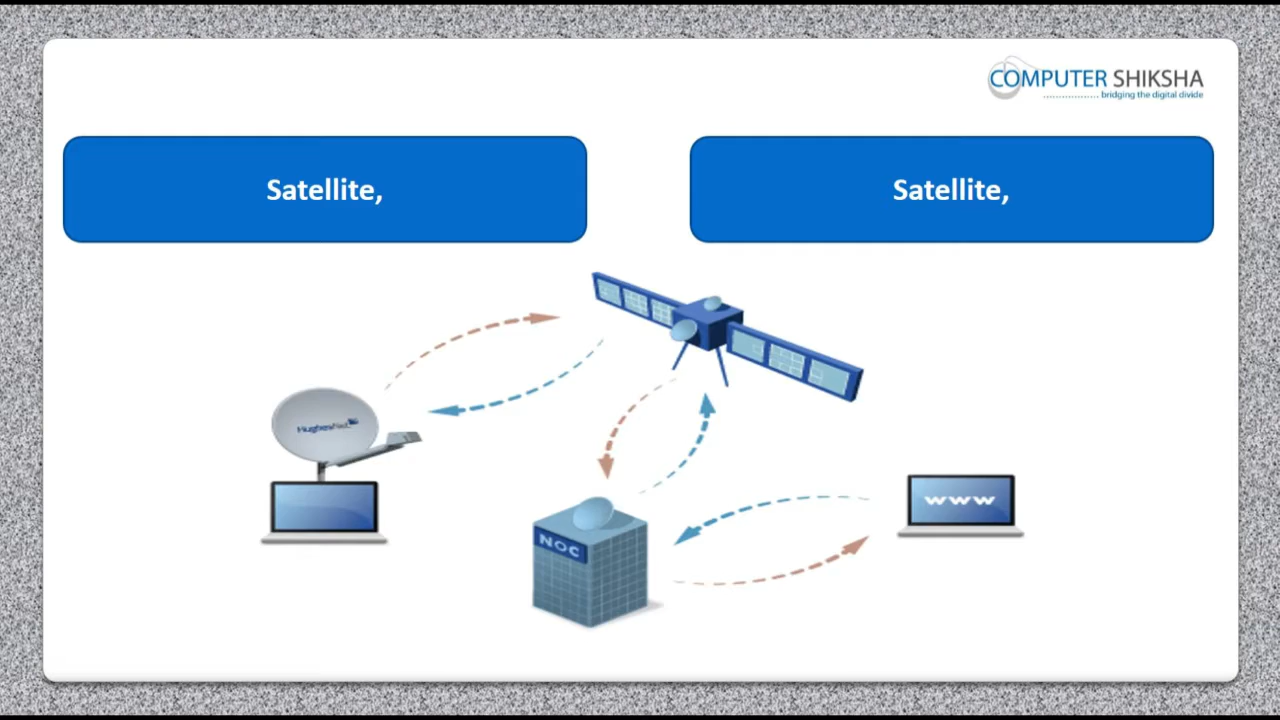 COMPUTER SHIKSHA
bridging the digital divide
Satellite,
Satellite,
HughesNet
NOC
WWW